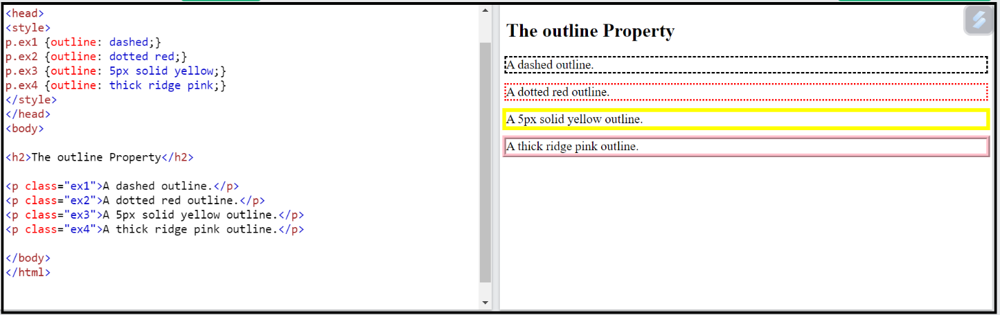 <head>
<style>
p.ex1 {outline: dashed;}
p.ex2 {outline: dotted red;}
p.ex3 {outline: 5px solid yellow;}
p.ex4 {outline: thick ridge pink;}
</style>
</head>
<body>
<h2>The outline Property</h2>
<p class="ex1">A dashed outline.</p>
<p class="ex2">A dotted red outline.</p>
<p class="ex3">A 5px solid yellow outline.</p>
<p class="ex4">A thick ridge pink outline.</p>
</body>
</html>
The outline Property
A dashed outline.
A dotted red outline.
A 5px solid yellow outline.
A thick ridge pink outline.